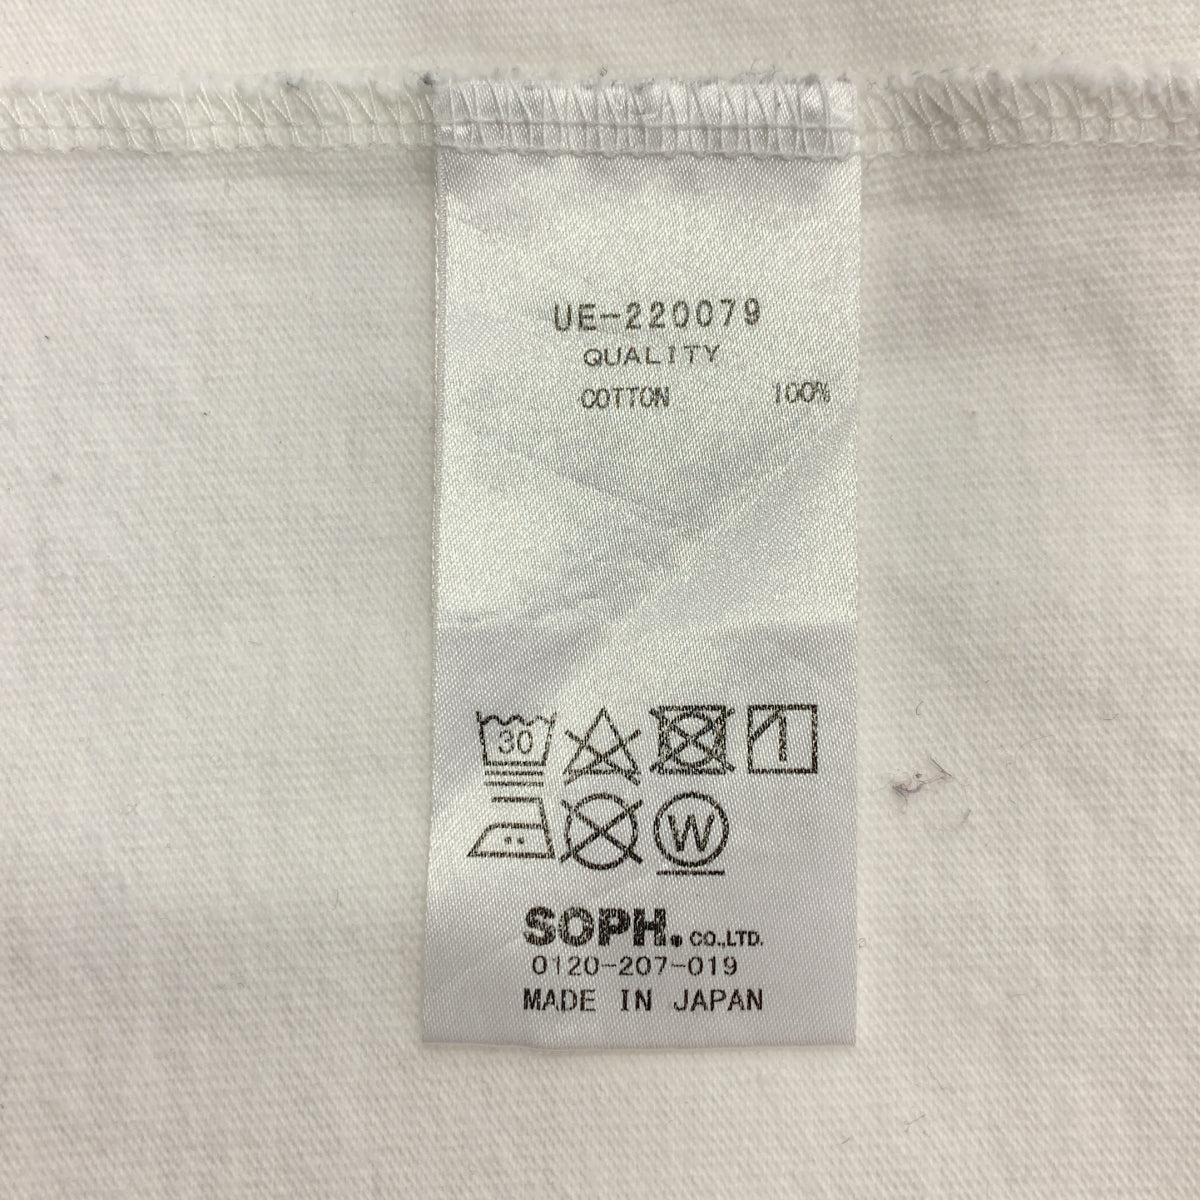 UE-220079
QUALITY
COTTON 100%
30
W
SOPH. CO.,LTD.
0120-207-019
MADE IN JAPAN